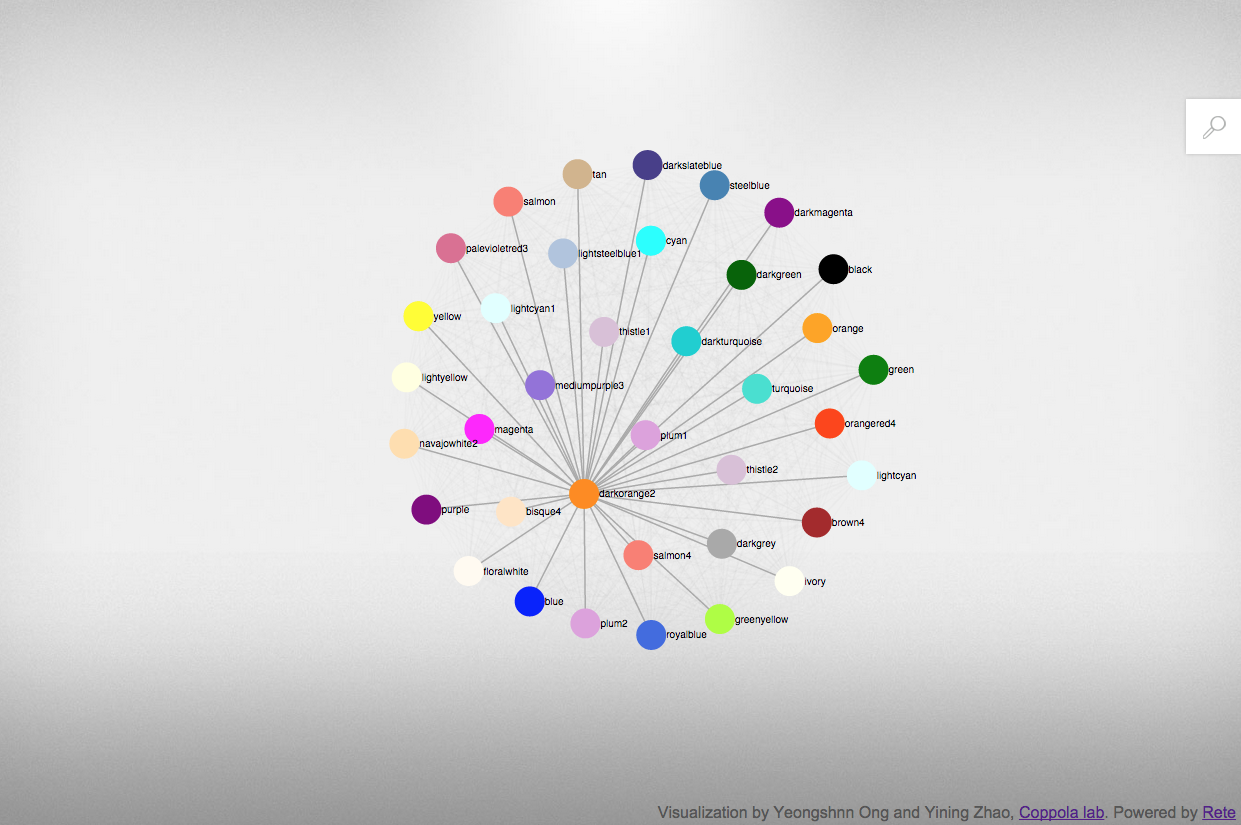 darkslateblue
tan
steelblue
salmon
darkmagenta
cyan
palevioletred3
lightsteelblue1
black
darkgreen
lightcyan1
yellow
orange
thistle1
darkturquoise
green
lightyellow
mediumpurple3
turquoise
orangered4
magenta
plum1
navajowhite2
thistle2
lightcyan
darkorange2
purple
bisque4
brown4
darkgrey
salmon4
floralwhite
ivory
blue
greenyellow
plum2
royalblue
Visualization by Yeongshnn Ong and Yining Zhao, Coppola lab. Powered by Rete